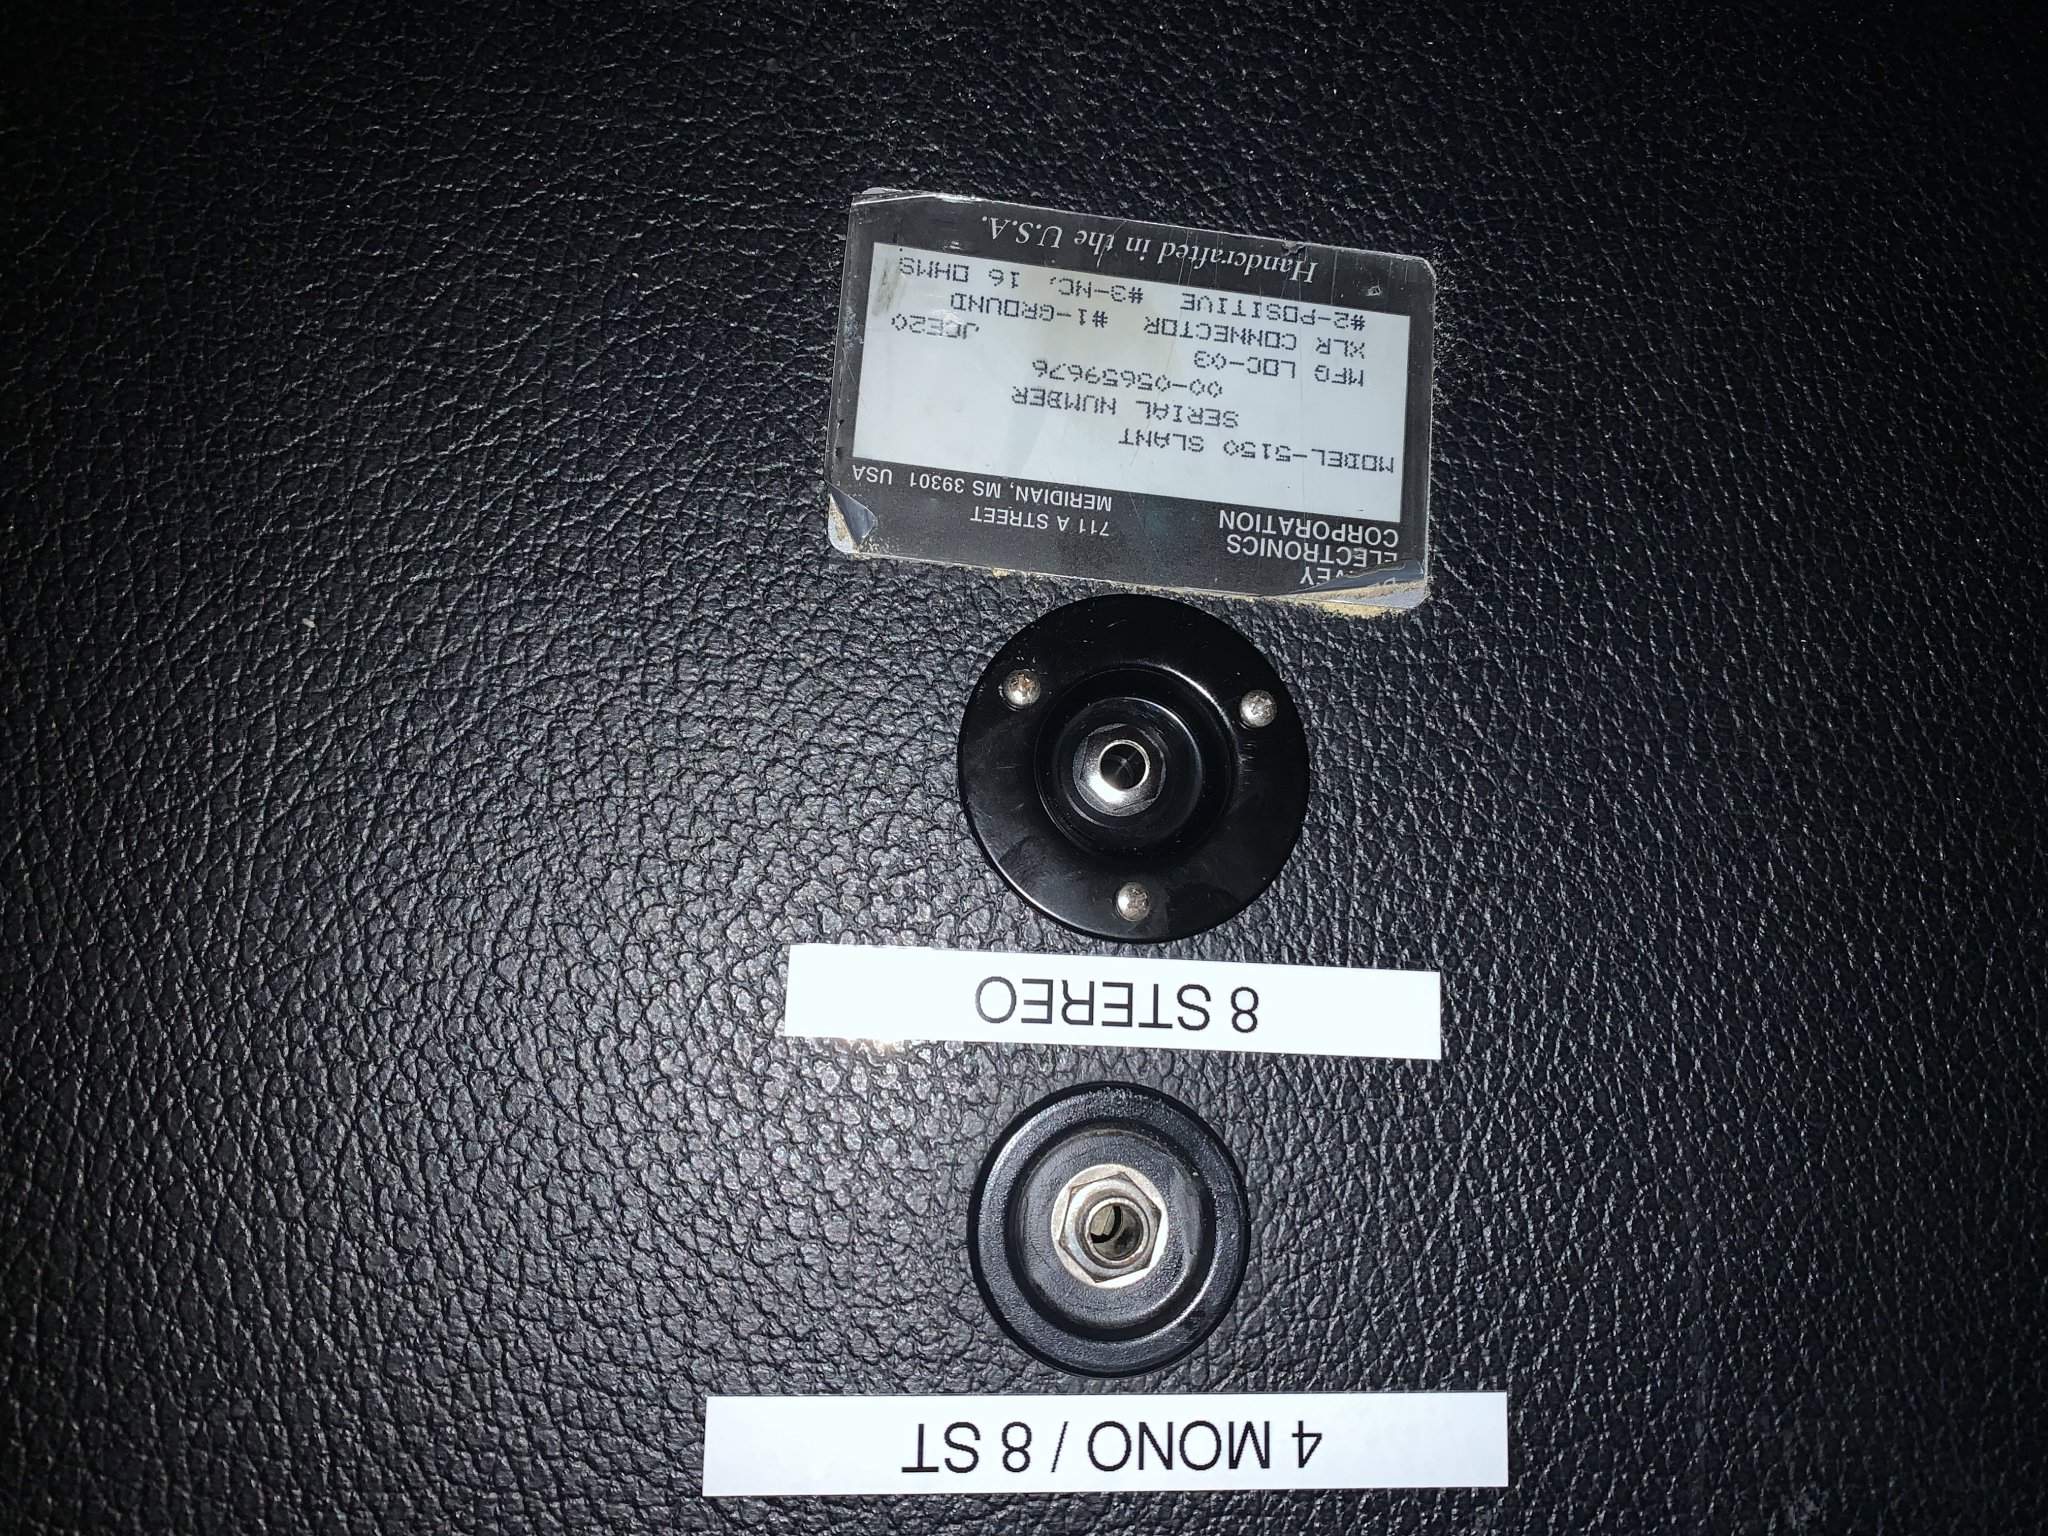 4 MONO / 8 ST
8 STEREO
ELECTRONICS
CORPORATION
711 A STREET
MERIDIAN, MS 39301 USA
MODEL-5150 SLANT
SERIAL NUMBER
00-05659676
MFG LOC-03 JCE20
XLR CONNECTOR #1-GROUND
#2-POSITIVE #3-NC, 16 OHMS
Handcrafted in the U.S.A.